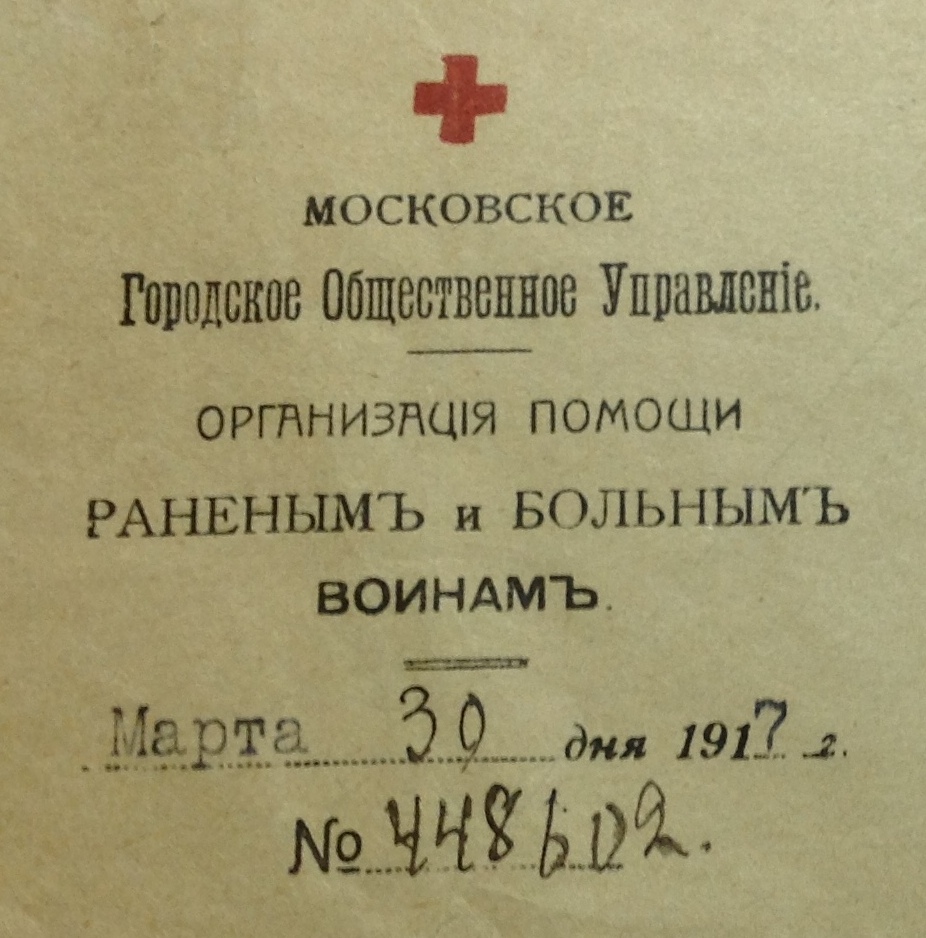 МОСКОВСКОЕ
Городское Общественное Управленіе.
ОРГАНИЗАЦІЯ ПОМОЩИ
РАНЕНЫМЪ и БОЛЬНЫМЪ
ВОИНАМЪ.
Марта 30 дня 1917 г.
№ 448602.